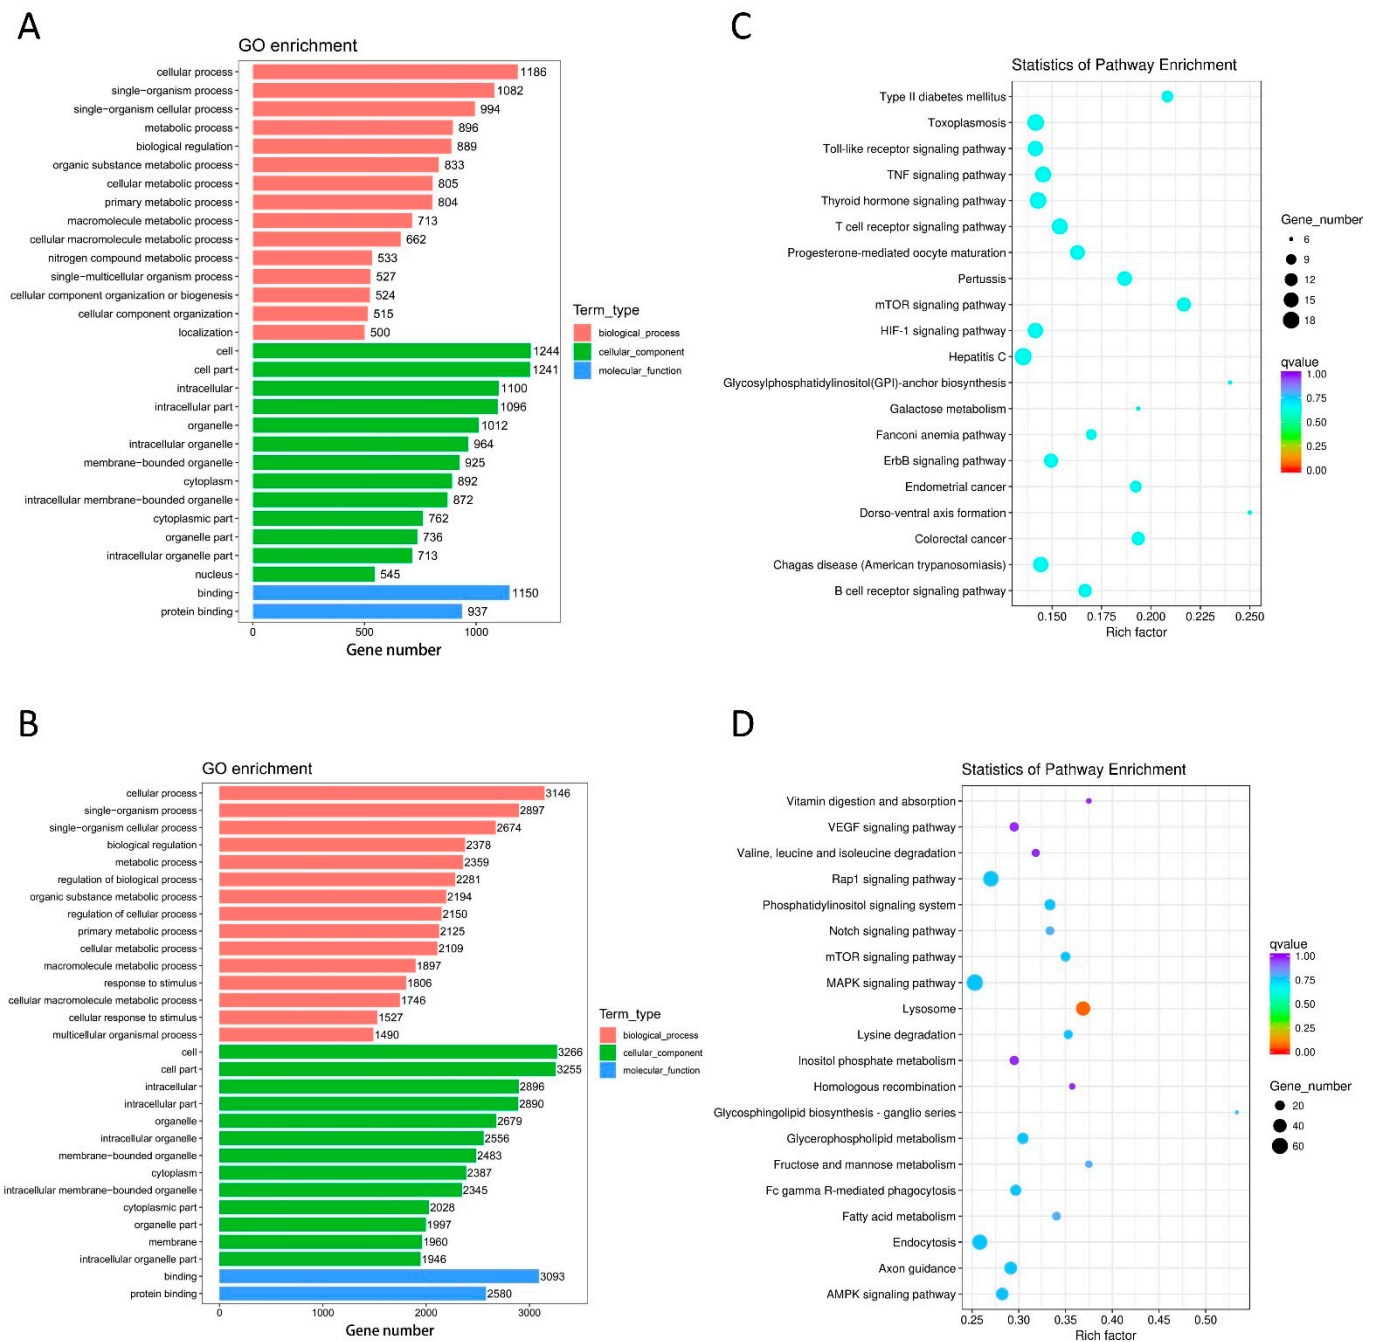 A
GO enrichment
cellular process 1186
single-organism process 1082
single-organism cellular process 994
metabolic process 896
biological regulation 889
organic substance metabolic process 833
cellular metabolic process 805
primary metabolic process 804
macromolecule metabolic process 713
cellular macromolecule metabolic process 662
nitrogen compound metabolic process 533
single-multicellular organism process 527
cellular component organization or biogenesis 524
cellular component organization 515
localization 500
cell 1244
cell part 1241
intracellular 1100
intracellular part 1096
organelle 1012
intracellular organelle 964
membrane-bounded organelle 925
cytoplasm 892
intracellular membrane-bounded organelle 872
cytoplasmic part 762
organelle part 736
intracellular organelle part 713
nucleus 545
binding 1150
protein binding 937
0 500 1000
Gene number
Term_type
biological_process
cellular_component
molecular_function
C
Statistics of Pathway Enrichment
Type II diabetes mellitus
Toxoplasmosis
Toll-like receptor signaling pathway
TNF signaling pathway
Thyroid hormone signaling pathway
T cell receptor signaling pathway
Progesterone-mediated oocyte maturation
Pertussis
mTOR signaling pathway
HIF-1 signaling pathway
Hepatitis C
Glycosylphosphatidylinositol(GPI)-anchor biosynthesis
Galactose metabolism
Fanconi anemia pathway
ErbB signaling pathway
Endometrial cancer
Dorso-ventral axis formation
Colorectal cancer
Chagas disease (American trypanosomiasis)
B cell receptor signaling pathway
0.150 0.175 0.200 0.225 0.250
Rich factor
Gene_number
6
9
12
15
18
qvalue
1.00
0.75
0.50
0.25
0.00
B
GO enrichment
cellular process 3146
single-organism process 2897
single-organism cellular process 2674
biological regulation 2378
metabolic process 2359
regulation of biological process 2281
organic substance metabolic process 2194
regulation of cellular process 2150
primary metabolic process 2125
cellular metabolic process 2109
macromolecule metabolic process 1897
response to stimulus 1806
cellular macromolecule metabolic process 1746
cellular response to stimulus 1527
multicellular organismal process 1490
cell 3266
cell part 3255
intracellular 2896
intracellular part 2890
organelle 2679
intracellular organelle 2556
membrane-bounded organelle 2483
cytoplasm 2387
intracellular membrane-bounded organelle 2345
cytoplasmic part 2028
organelle part 1997
membrane 1960
intracellular organelle part 1946
binding 3093
protein binding 2580
0 1000 2000 3000
Gene number
Term_type
biological_process
cellular_component
molecular_function
D
Statistics of Pathway Enrichment
Vitamin digestion and absorption
VEGF signaling pathway
Valine, leucine and isoleucine degradation
Rap1 signaling pathway
Phosphatidylinositol signaling system
Notch signaling pathway
mTOR signaling pathway
MAPK signaling pathway
Lysosome
Lysine degradation
Inositol phosphate metabolism
Homologous recombination
Glycosphingolipid biosynthesis - ganglio series
Glycerophospholipid metabolism
Fructose and mannose metabolism
Fc gamma R-mediated phagocytosis
Fatty acid metabolism
Endocytosis
Axon guidance
AMPK signaling pathway
0.25 0.30 0.35 0.40 0.45 0.50
Rich factor
qvalue
1.00
0.75
0.50
0.25
0.00
Gene_number
20
40
60